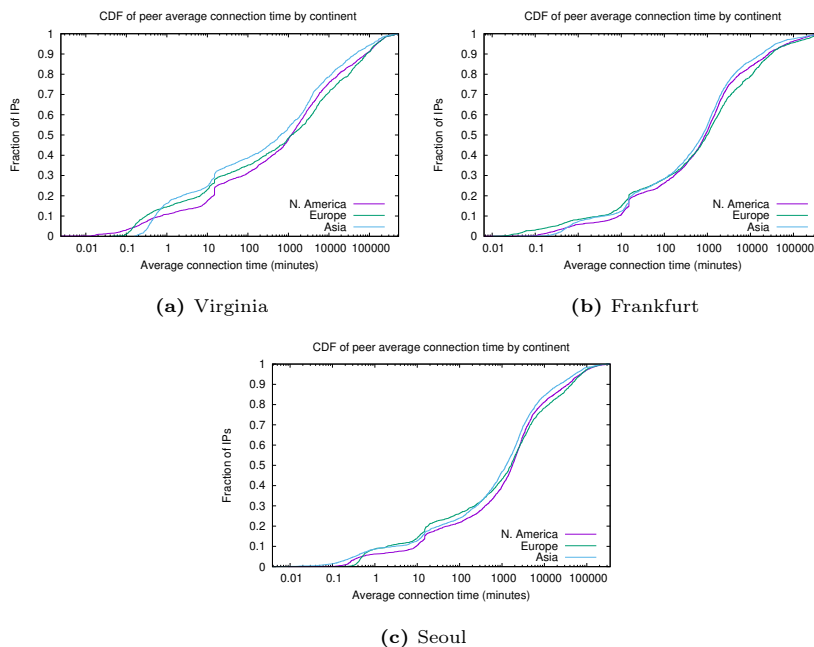 CDF of peer average connection time by continent
1
0.9
0.8
0.7
0.6
0.5
0.4
0.3
0.2
0.1
0
Fraction of IPs
N. America
Europe
Asia
0.01 0.1 1 10 100 1000 10000 100000
Average connection time (minutes)
(a) Virginia
CDF of peer average connection time by continent
1
0.9
0.8
0.7
0.6
0.5
0.4
0.3
0.2
0.1
0
Fraction of IPs
N. America
Europe
Asia
0.01 0.1 1 10 100 1000 10000 100000
Average connection time (minutes)
(b) Frankfurt
CDF of peer average connection time by continent
1
0.9
0.8
0.7
0.6
0.5
0.4
0.3
0.2
0.1
0
Fraction of IPs
N. America
Europe
Asia
0.01 0.1 1 10 100 1000 10000 100000
Average connection time (minutes)
(c) Seoul